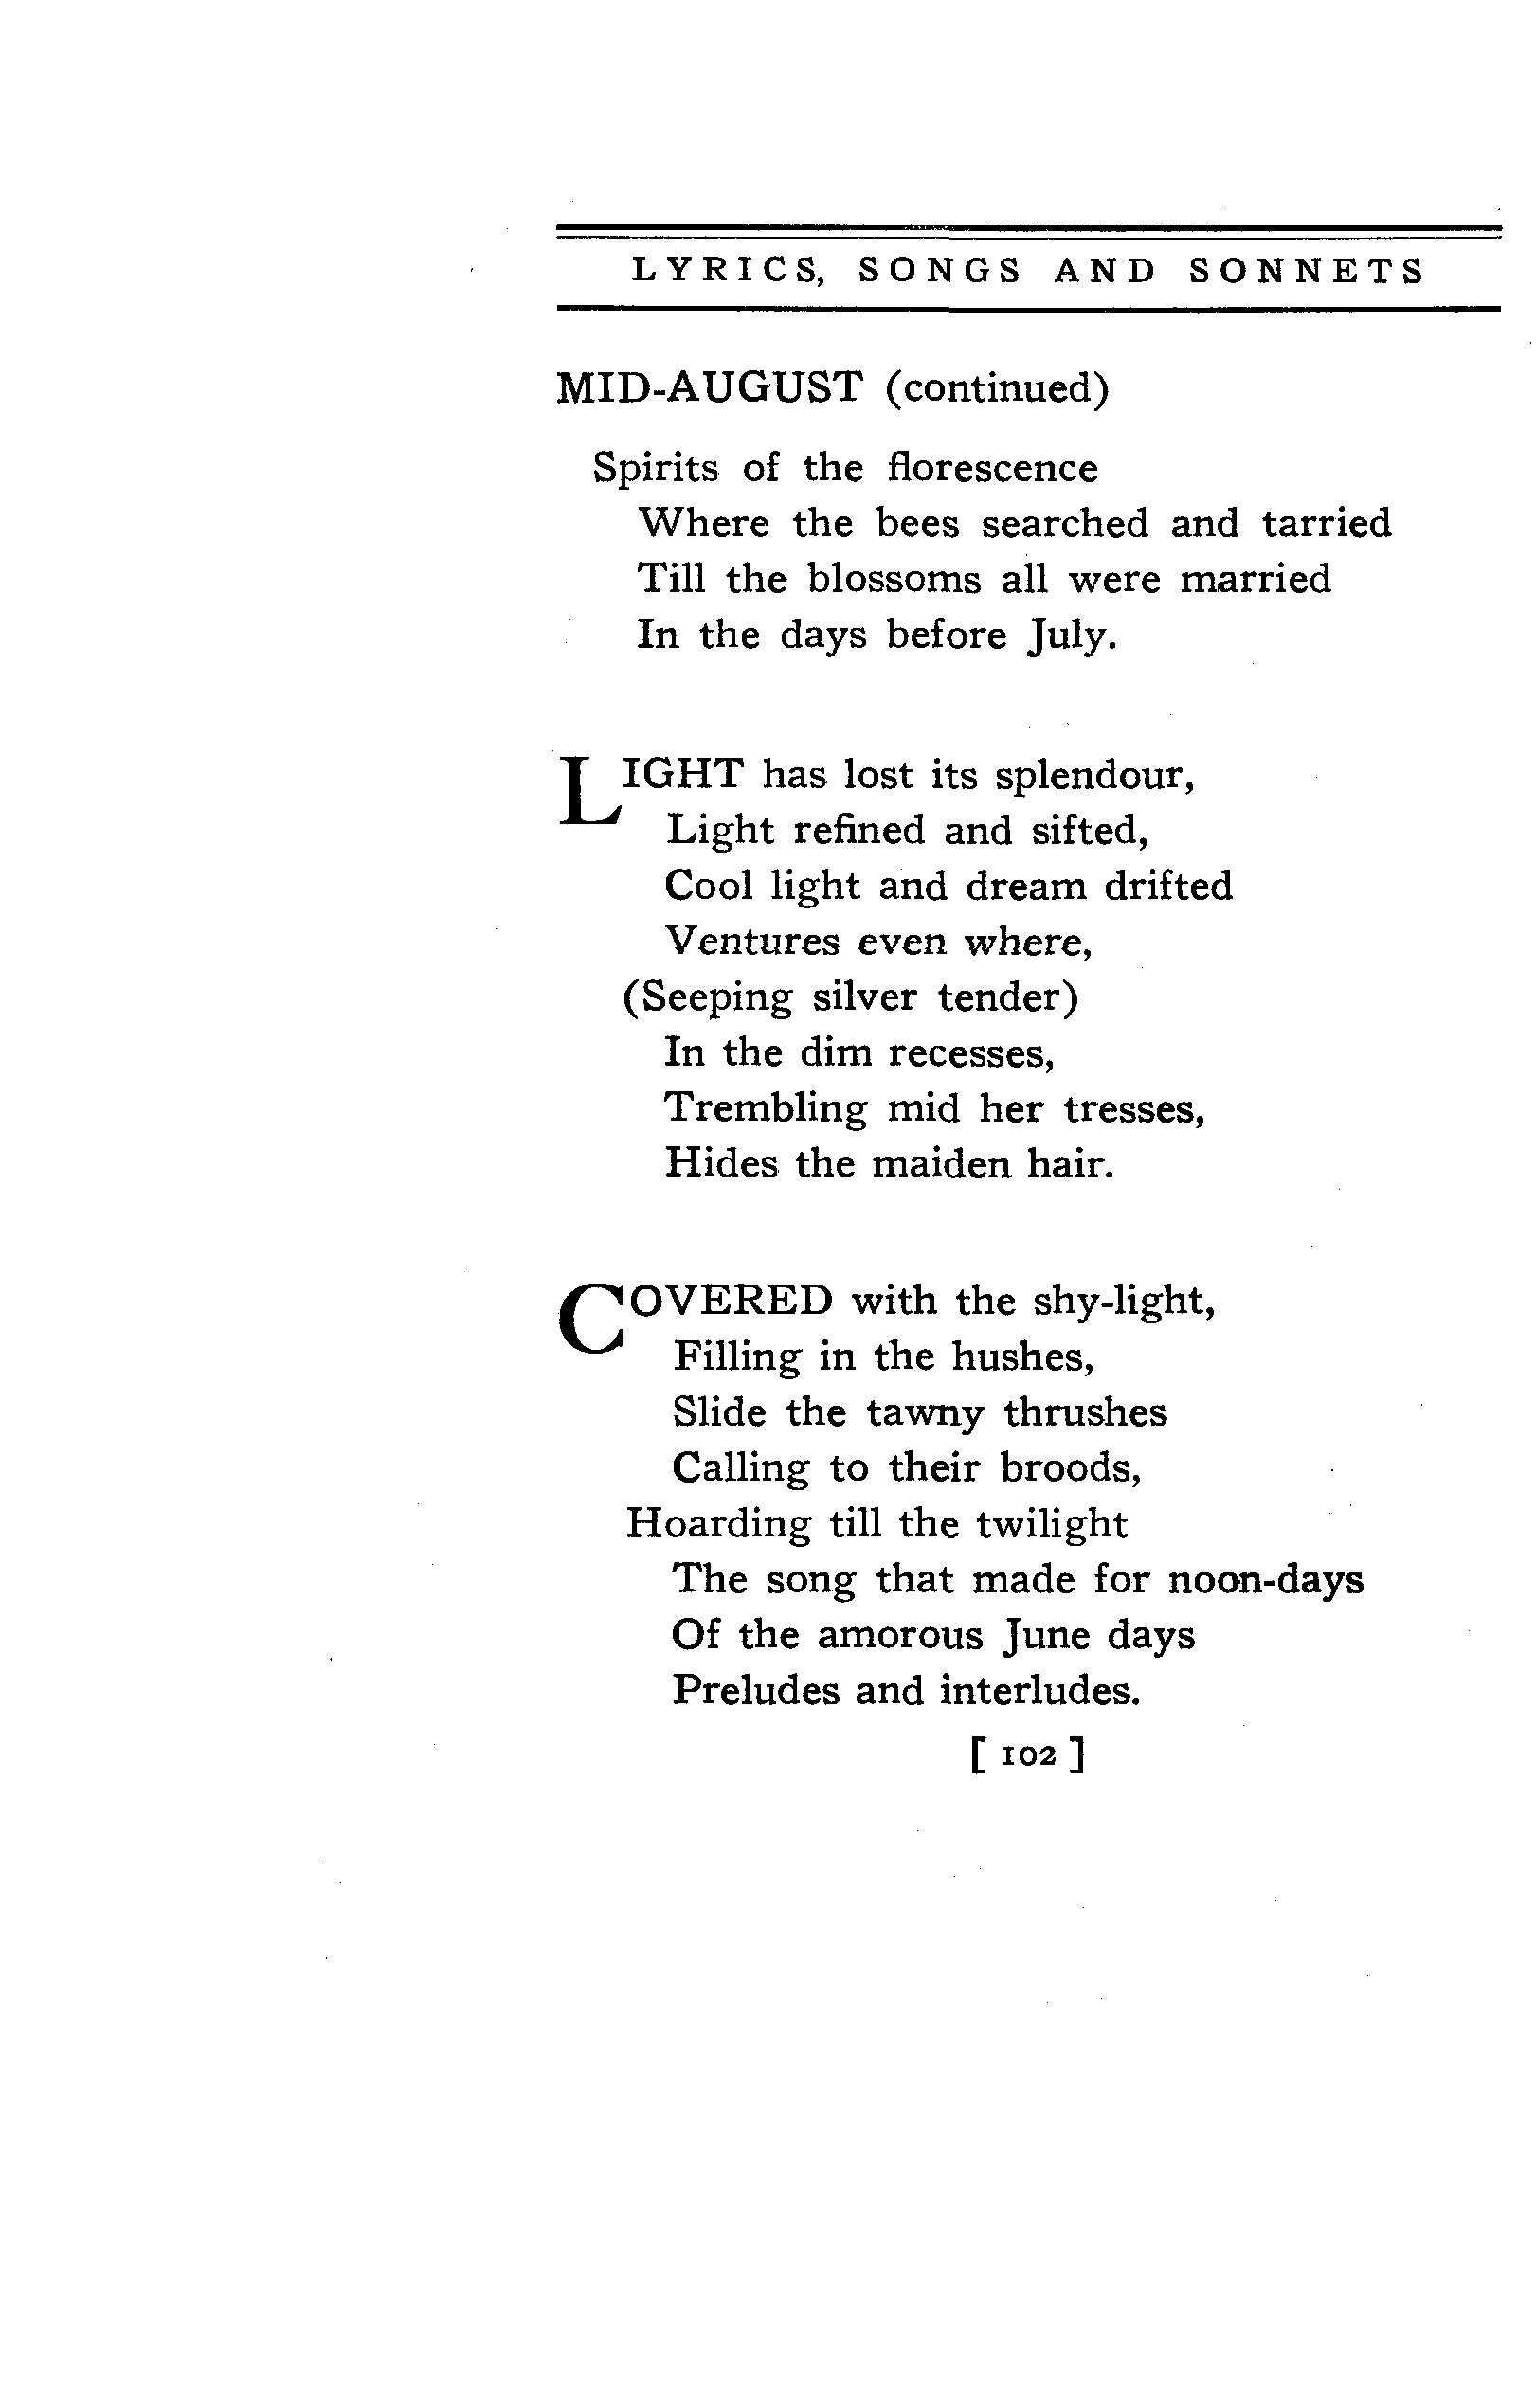 LYRICS, SONGS AND SONNETS
MID-AUGUST (continued)
Spirits of the florescence
Where the bees searched and tarried
Till the blossoms all were married
In the days before July.
LIGHT has lost its splendour,
Light refined and sifted,
Cool light and dream drifted
Ventures even where,
(Seeping silver tender)
In the dim recesses,
Trembling mid her tresses,
Hides the maiden hair.
COVERED with the shy-light,
Filling in the hushes,
Slide the tawny thrushes
Calling to their broods,
Hoarding till the twilight
The song that made for noon-days
Of the amorous June days
Preludes and interludes.
[ 102 ]